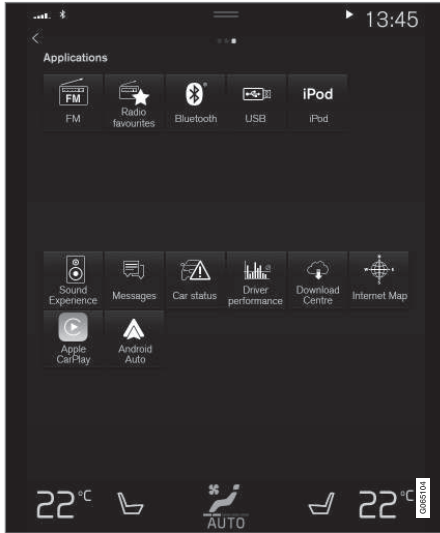 13:45
Applications
FM
FM
Radio
favourites
Bluetooth
USB
iPod
iPod
Sound
Experience
Messages
Car status
Driver
performance
Download
Centre
Internet Map
Apple
CarPlay
Android
Auto
22°C
AUTO
22°C
G065104